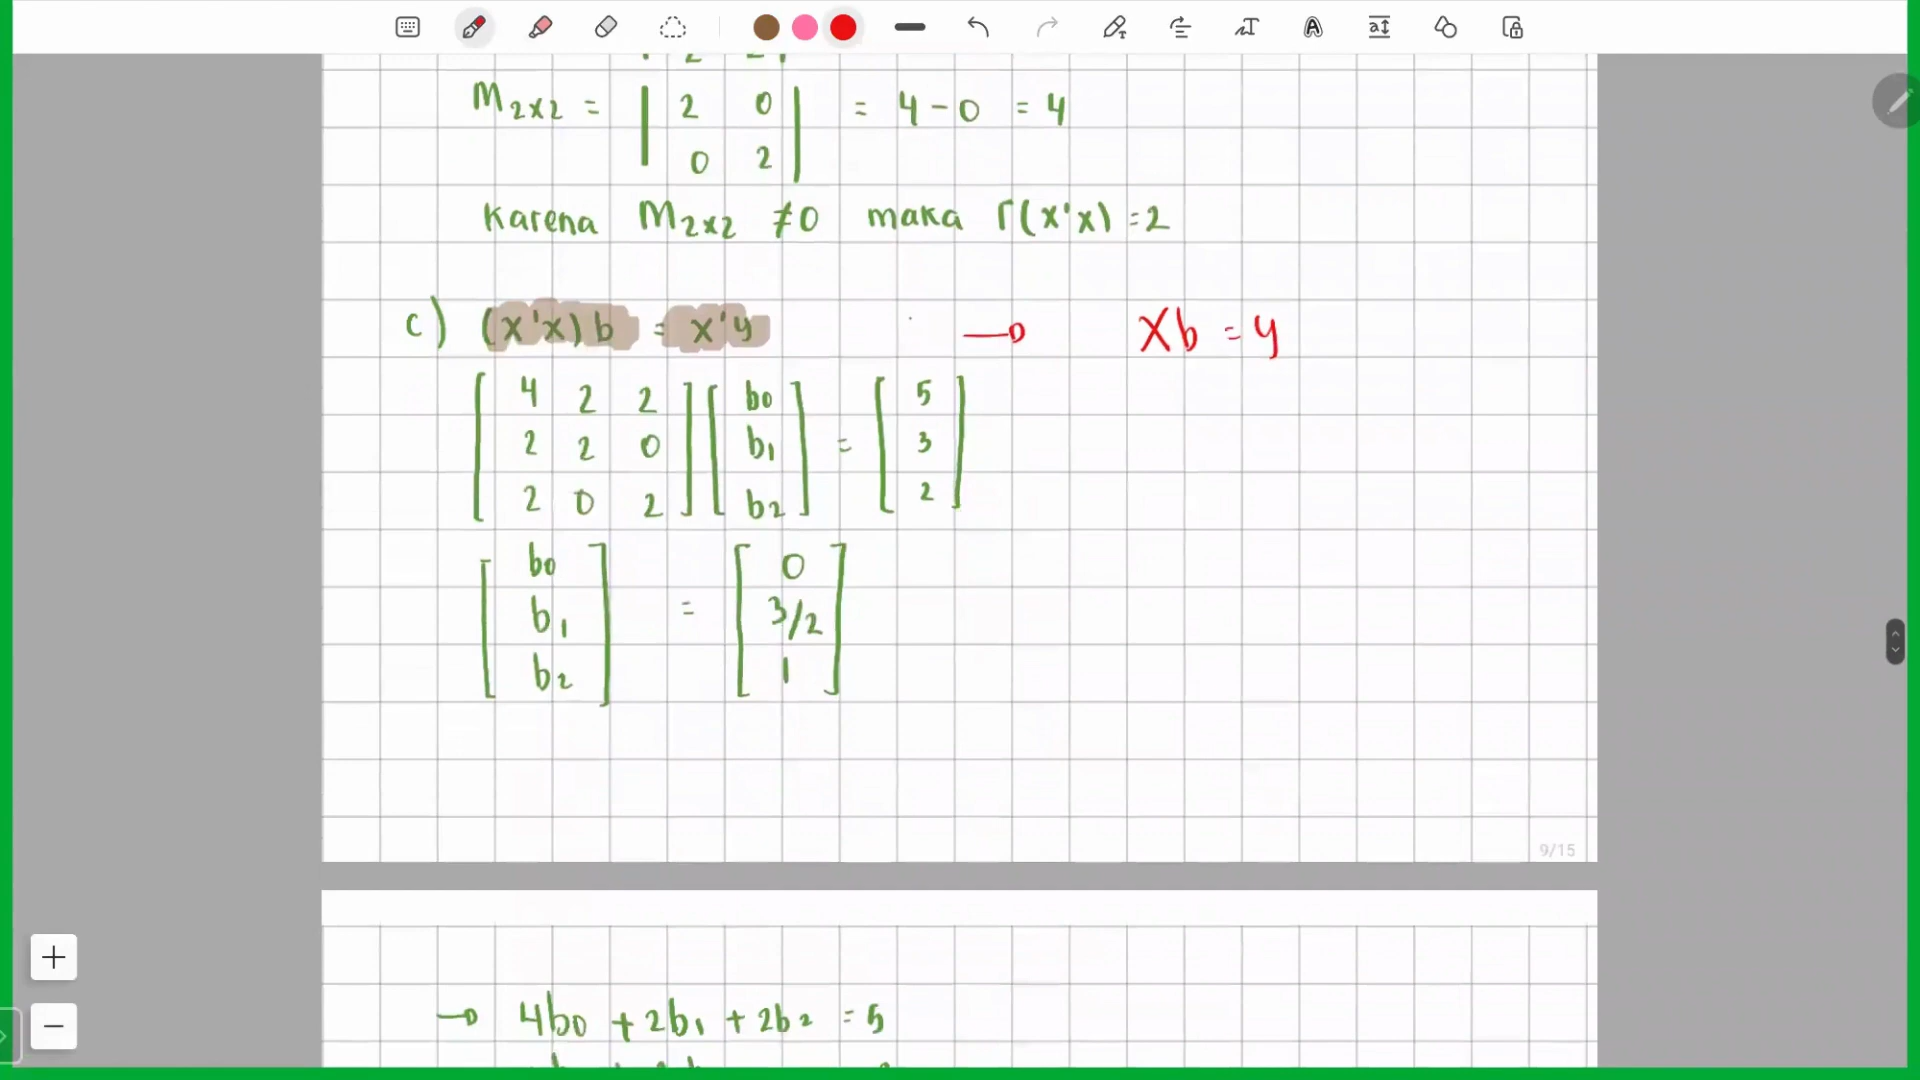 M2x2 = | 2 0 | = 4 - 0 = 4
0 2
karena M2x2 ≠ 0 maka r(x'x) = 2
c) (x'x)b = x'y → Xb = y
[ 4 2 2 ] [ b0 ] = [ 5 ]
2 2 0 b1 3
2 0 2 b2 2
[ b0 ] = [ 0 ]
b1 3/2
b2 1
9/15
→ 4b0 + 2b1 + 2b2 = 5